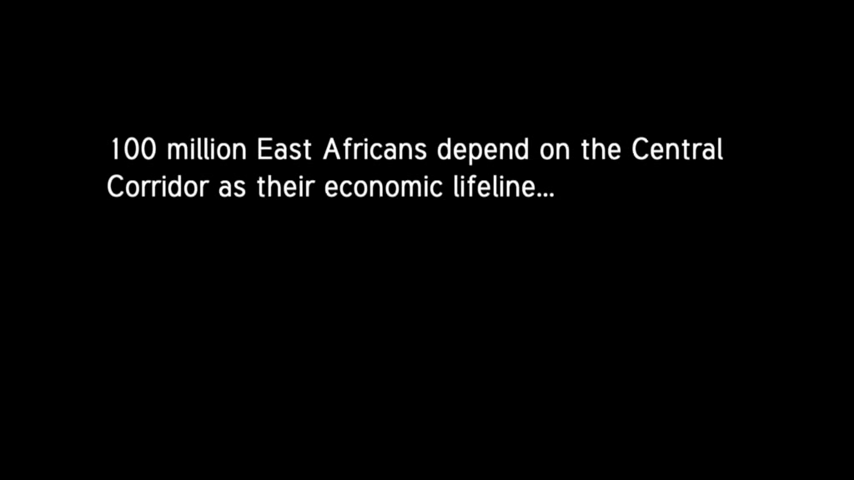 100 million East Africans depend on the Central
Corridor as their economic lifeline...